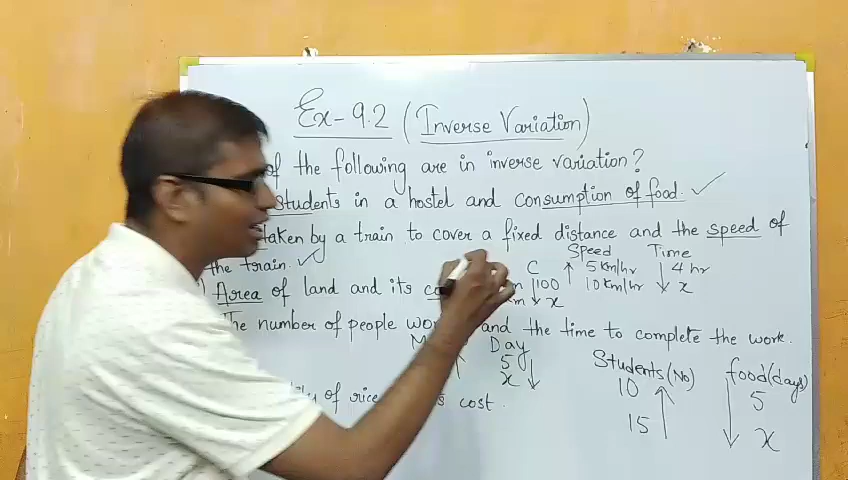 Ex-9.2 (Inverse Variation)
of the following are in inverse variation?
students in a hostel and consumption of food. ✓
taken by a train to cover a fixed distance and the speed of
the train. ✓
Speed Time
↑ 5 km/hr ↓ 4 hr
10 km/hr x
Area of land and its
C
100
↓ x
The number of people and the time to complete the work.
Day
5
x ↓
of rice cost.
Students (No) food (days)
10 ↑ ↓ 5
15 x